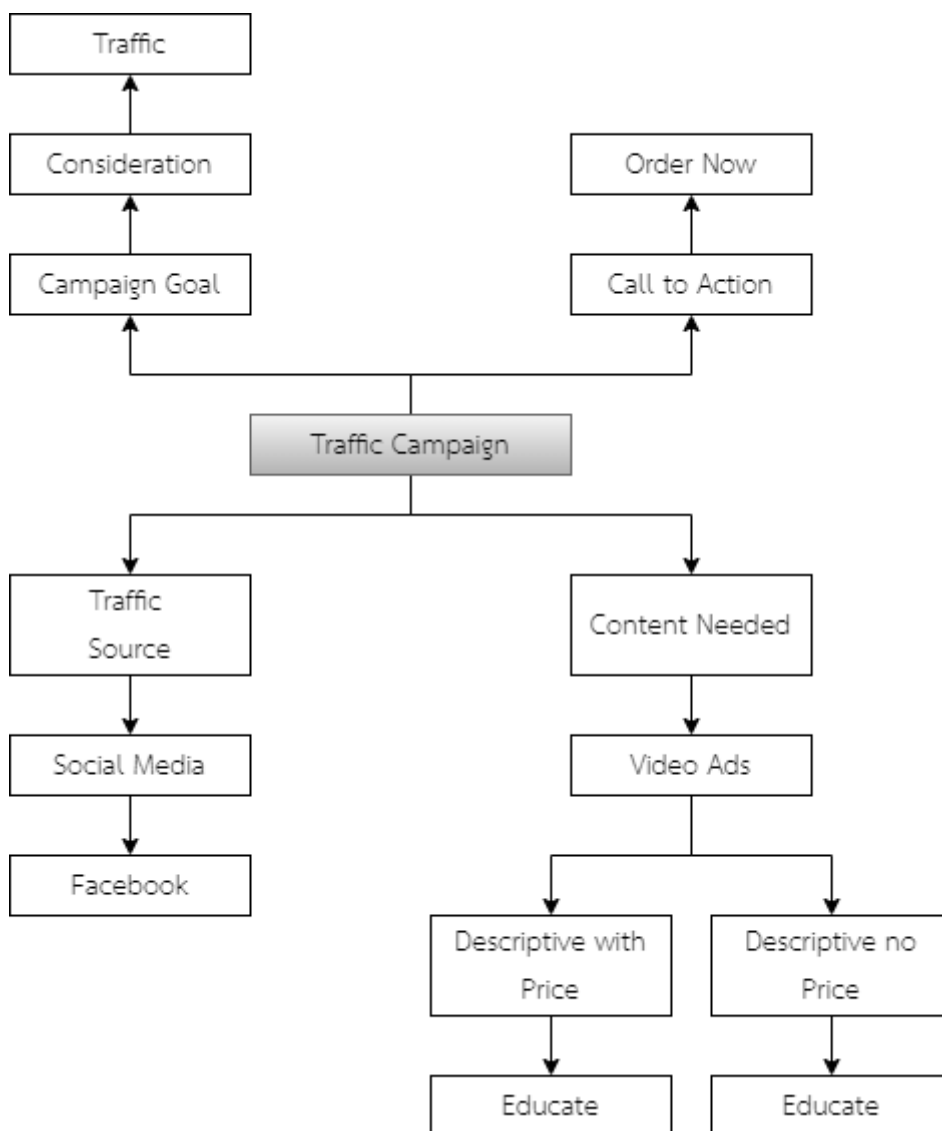 Traffic
Consideration
Order Now
Campaign Goal
Call to Action
Traffic Campaign
Traffic
Source
Content Needed
Social Media
Video Ads
Facebook
Descriptive with
Price
Descriptive no
Price
Educate
Educate